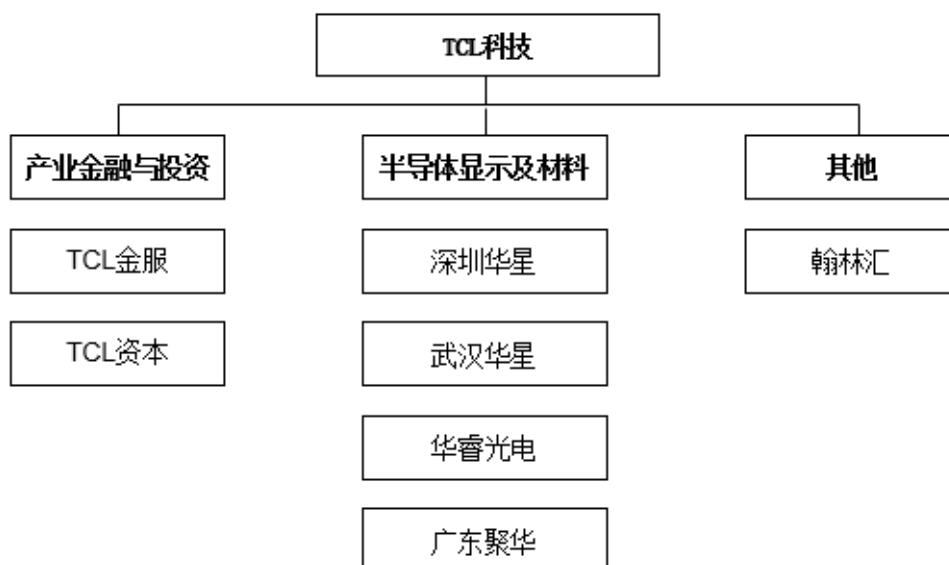 TCL科技
产业金融与投资
半导体显示及材料
其他
TCL金服
深圳华星
翰林汇
TCL资本
武汉华星
华睿光电
广东聚华